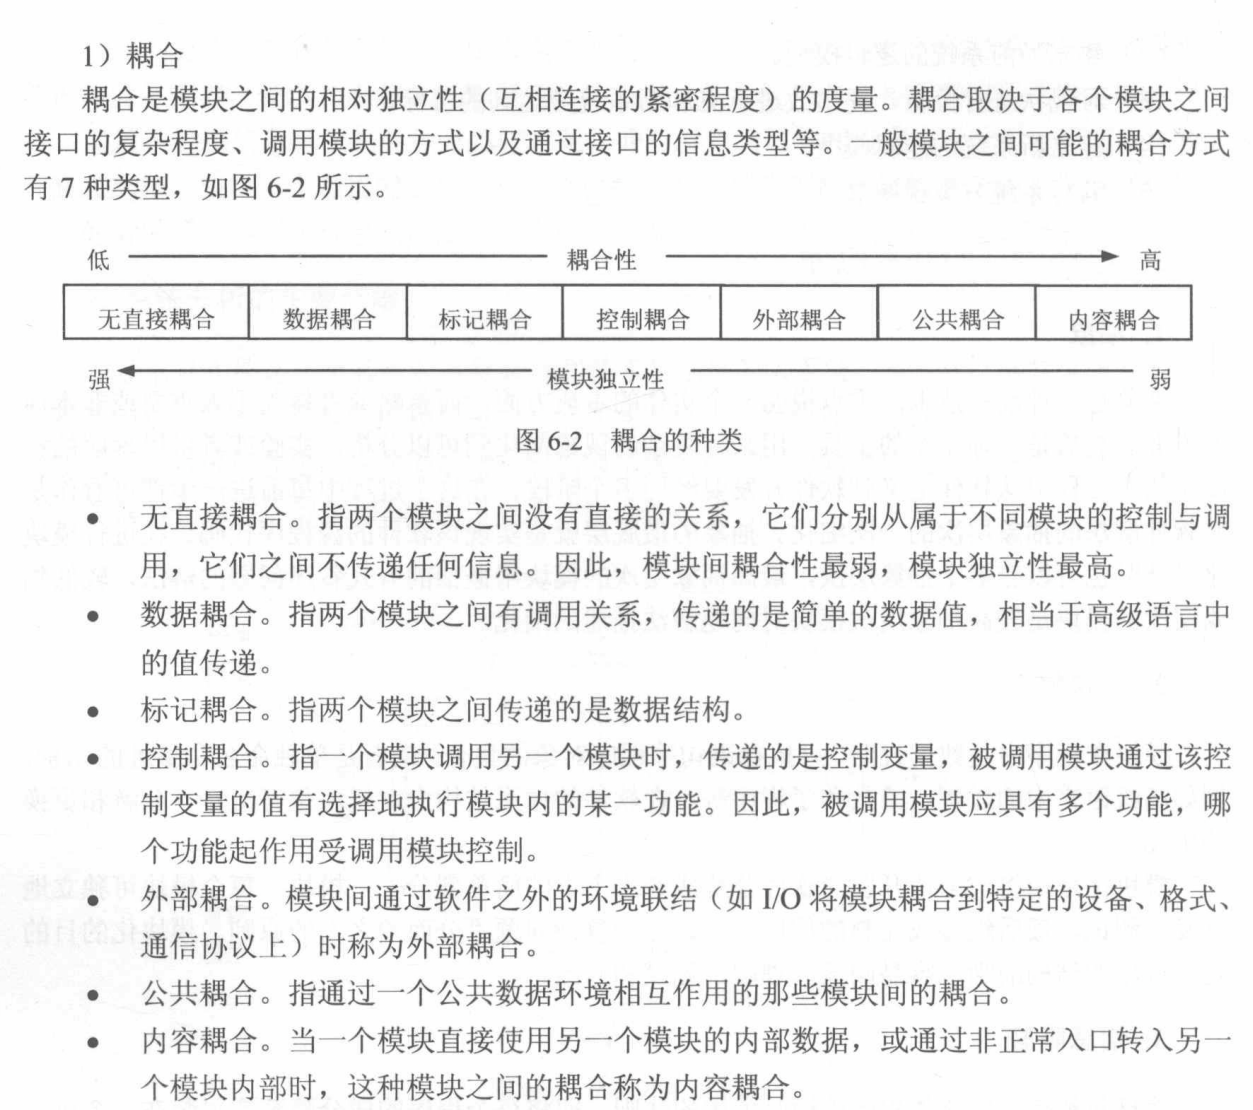 1）耦合
耦合是模块之间的相对独立性（互相连接的紧密程度）的度量。耦合取决于各个模块之间
接口的复杂程度、调用模块的方式以及通过接口的信息类型等。一般模块之间可能的耦合方式
有 7 种类型，如图 6-2 所示。
低 耦合性 高
无直接耦合 数据耦合 标记耦合 控制耦合 外部耦合 公共耦合 内容耦合
强 模块独立性 弱
图 6-2 耦合的种类
● 无直接耦合。指两个模块之间没有直接的关系，它们分别从属于不同模块的控制与调
用，它们之间不传递任何信息。因此，模块间耦合性最弱，模块独立性最高。
● 数据耦合。指两个模块之间有调用关系，传递的是简单的数据值，相当于高级语言中
的值传递。
● 标记耦合。指两个模块之间传递的是数据结构。
● 控制耦合。指一个模块调用另一个模块时，传递的是控制变量，被调用模块通过该控
制变量的值有选择地执行模块内的某一功能。因此，被调用模块应具有多个功能，哪
个功能起作用受调用模块控制。
● 外部耦合。模块间通过软件之外的环境联结（如 I/O 将模块耦合到特定的设备、格式、
通信协议上）时称为外部耦合。
● 公共耦合。指通过一个公共数据环境相互作用的那些模块间的耦合。
● 内容耦合。当一个模块直接使用另一个模块的内部数据，或通过非正常入口转入另一
个模块内部时，这种模块之间的耦合称为内容耦合。